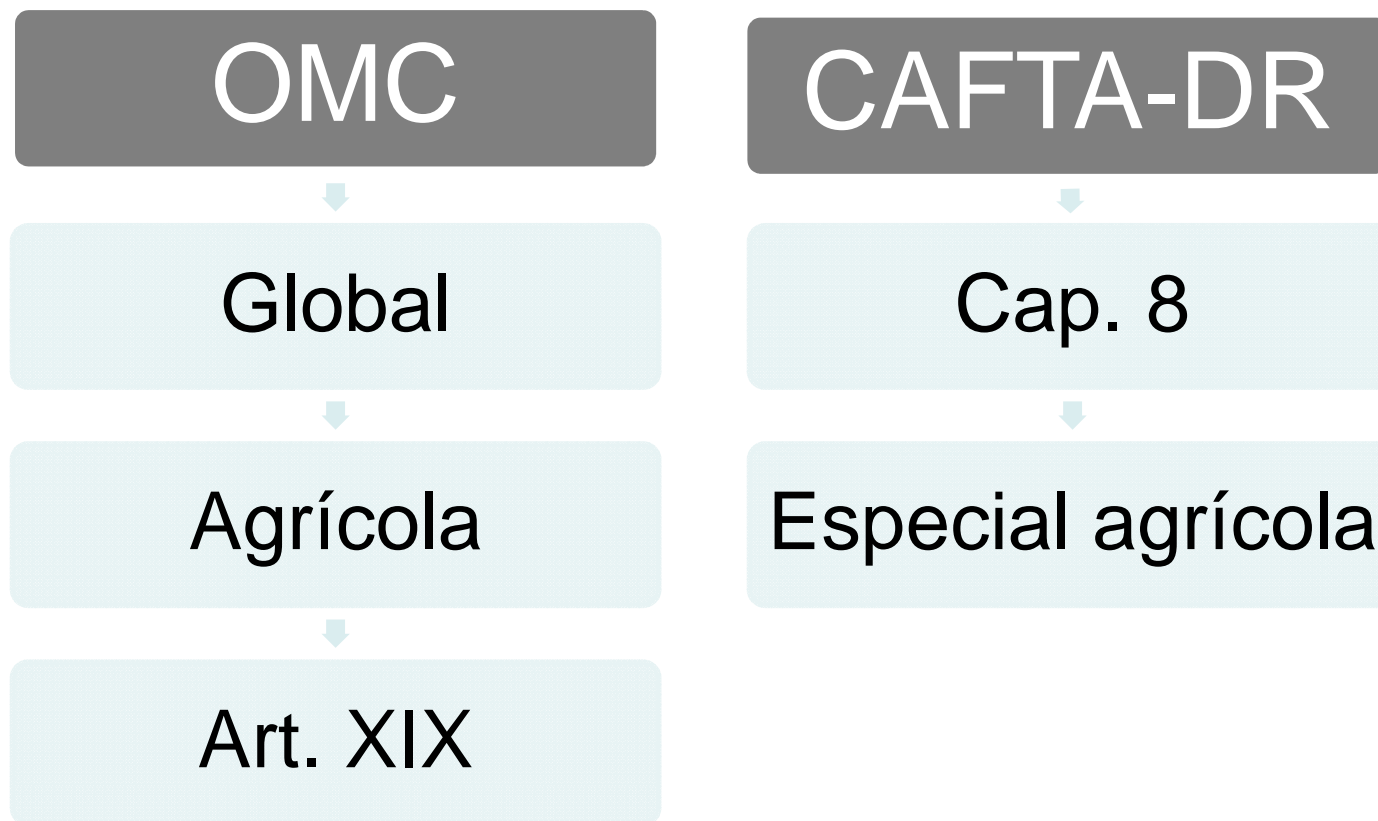 OMC
Global
Agrícola
Art. XIX
CAFTA-DR
Cap. 8
Especial agrícola